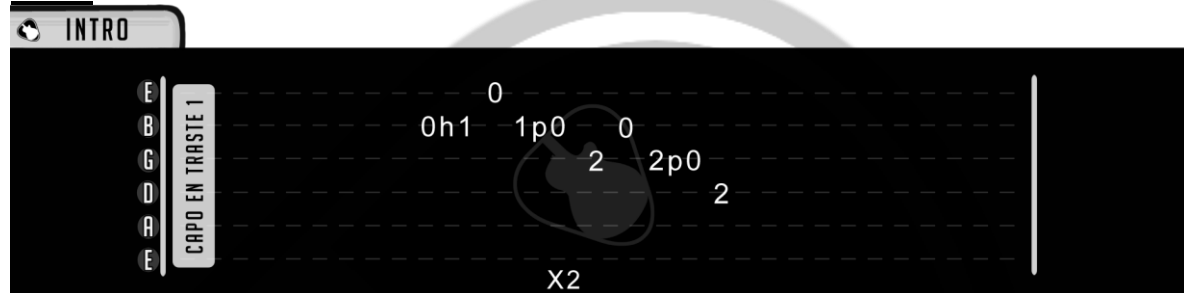 INTRO
CAPO EN TRASTE 1
E 0
B 0h1 1p0 0
G 2 2p0
D 2
A
E
X2